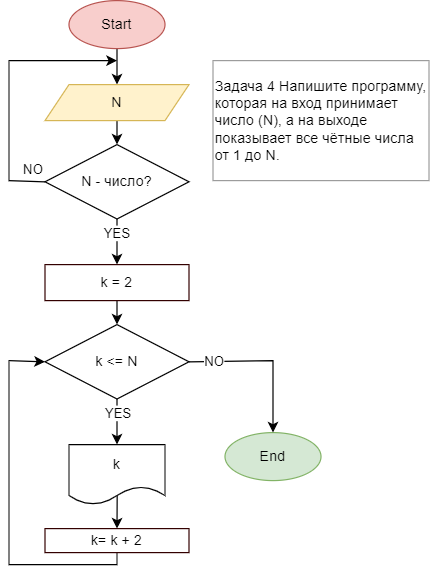 Start
N
Задача 4 Напишите программу,
которая на вход принимает
число (N), а на выходе
показывает все чётные числа
от 1 до N.
NO
N - число?
YES
k = 2
k <= N
NO
YES
k
End
k= k + 2